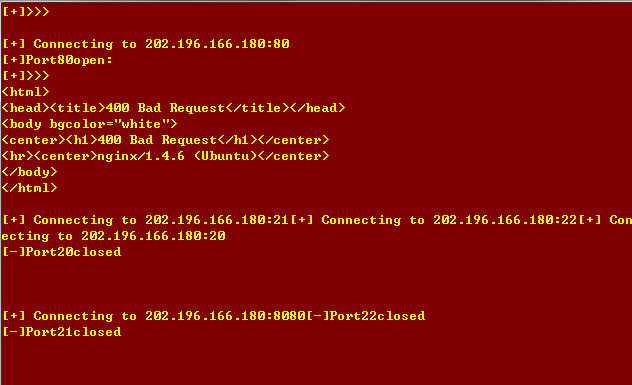 [+]>>>
[+] Connecting to 202.196.166.180:80
[+]Port80open:
[+]>>>
<html>
<head><title>400 Bad Request</title></head>
<body bgcolor="white">
<center><h1>400 Bad Request</h1></center>
<hr><center>nginx/1.4.6 (Ubuntu)</center>
</body>
</html>
[+] Connecting to 202.196.166.180:21[+] Connecting to 202.196.166.180:22[+] Con
ecting to 202.196.166.180:20
[-]Port20closed
[+] Connecting to 202.196.166.180:8080[-]Port22closed
[-]Port21closed